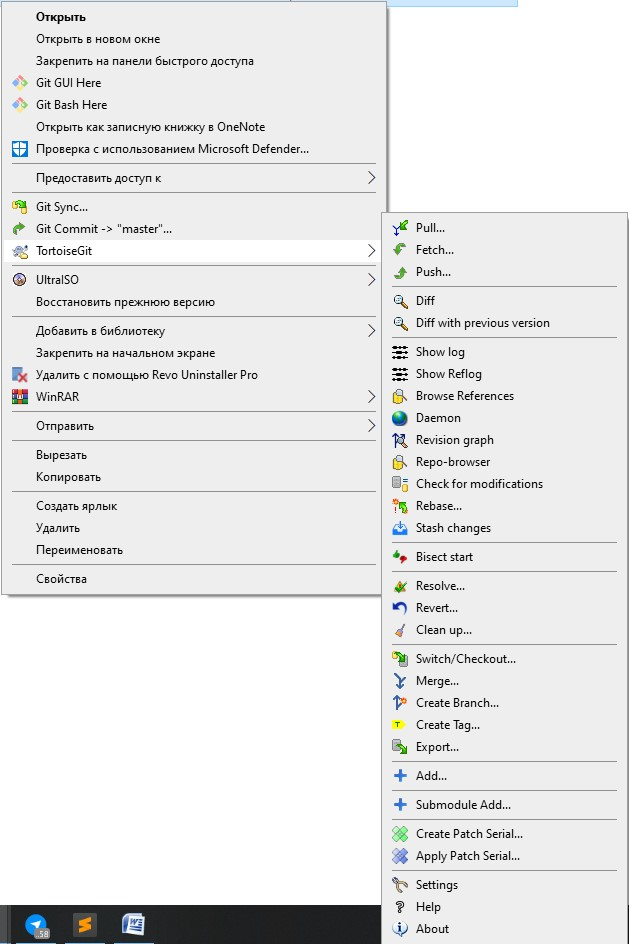 Открыть
Открыть в новом окне
Закрепить на панели быстрого доступа
Git GUI Here
Git Bash Here
Открыть как записную книжку в OneNote
Проверка с использованием Microsoft Defender...
Предоставить доступ к
Git Sync...
Git Commit -> "master"...
TortoiseGit
UltraISO
Восстановить прежнюю версию
Добавить в библиотеку
Закрепить на начальном экране
Удалить с помощью Revo Uninstaller Pro
WinRAR
Отправить
Вырезать
Копировать
Создать ярлык
Удалить
Переименовать
Свойства
Pull...
Fetch...
Push...
Diff
Diff with previous version
Show log
Show Reflog
Browse References
Daemon
Revision graph
Repo-browser
Check for modifications
Rebase...
Stash changes
Bisect start
Resolve...
Revert...
Clean up...
Switch/Checkout...
Merge...
Create Branch...
Create Tag...
Export...
Add...
Submodule Add...
Create Patch Serial...
Apply Patch Serial...
Settings
Help
About
.58